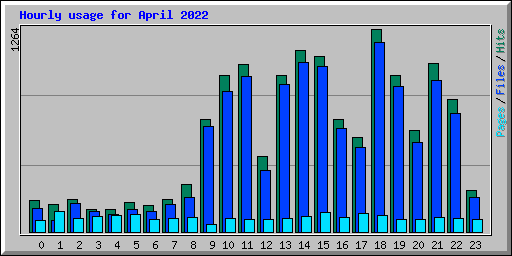 Hourly usage for April 2022
1264
Pages / Files / Hits
0 1 2 3 4 5 6 7 8 9 10 11 12 13 14 15 16 17 18 19 20 21 22 23